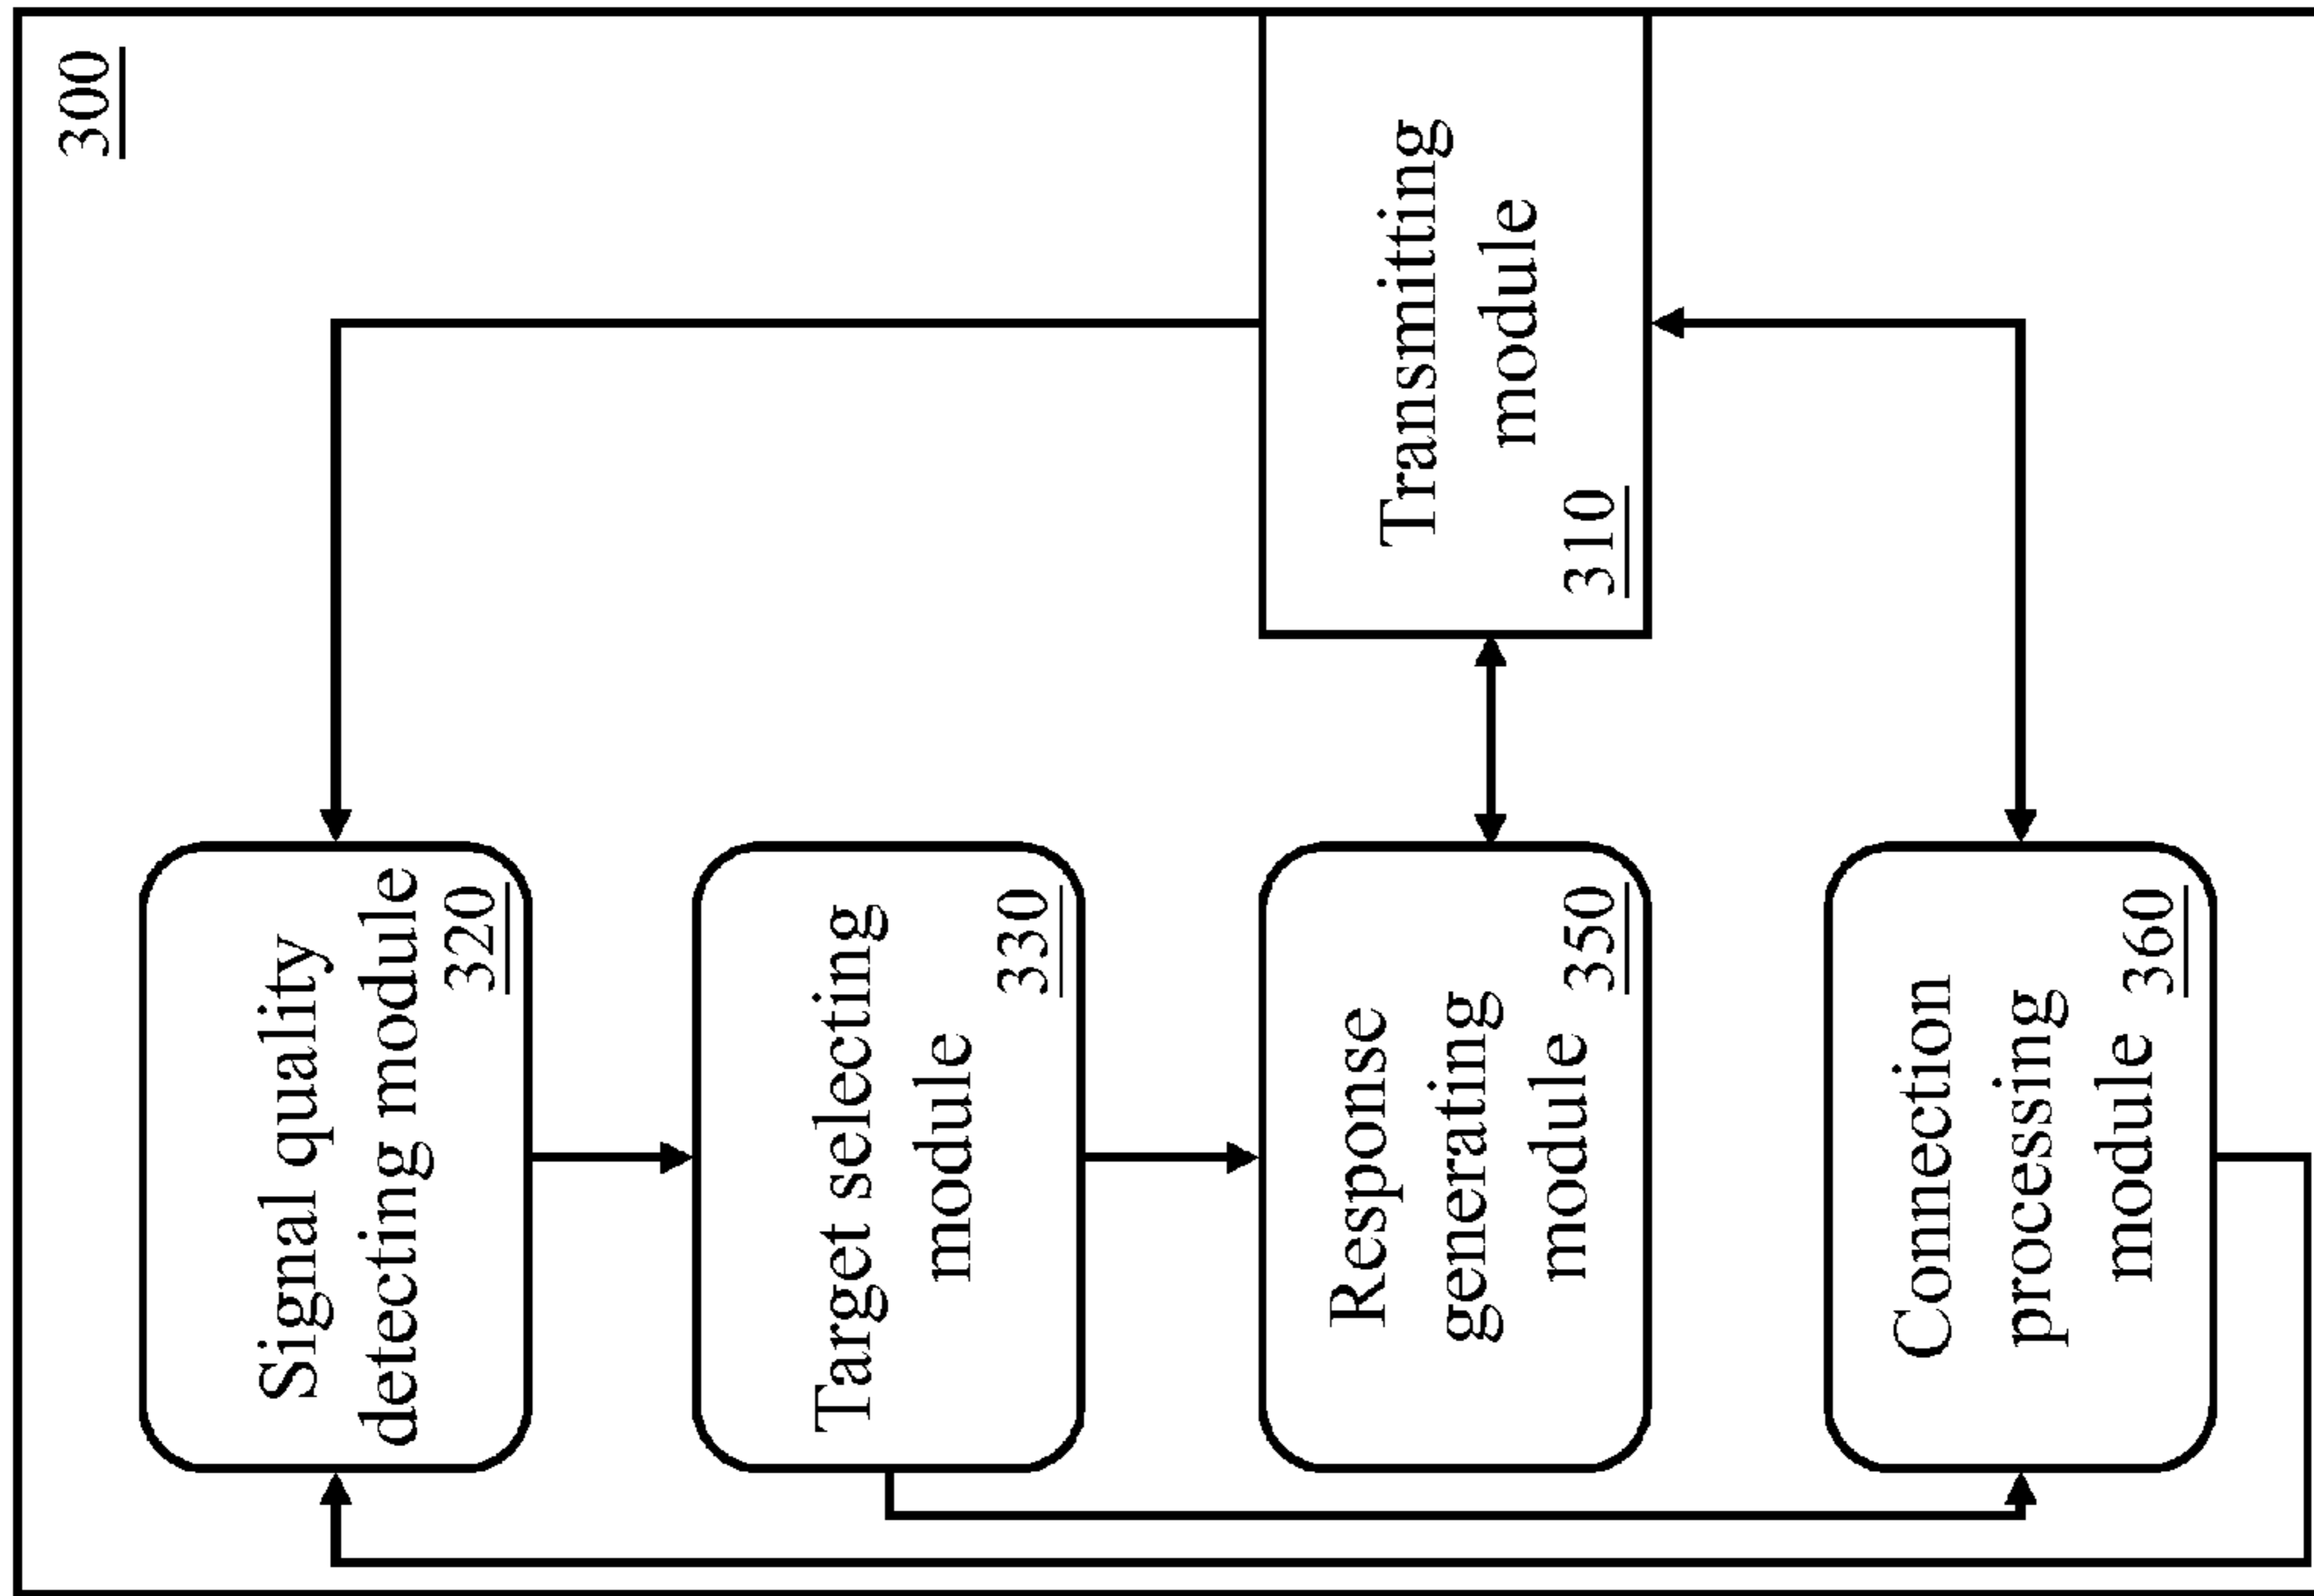 300
Transmitting
module
310
Signal quality
detecting module
320
Target selecting
module
330
Response
generating
module
350
Connection
processing
module
360